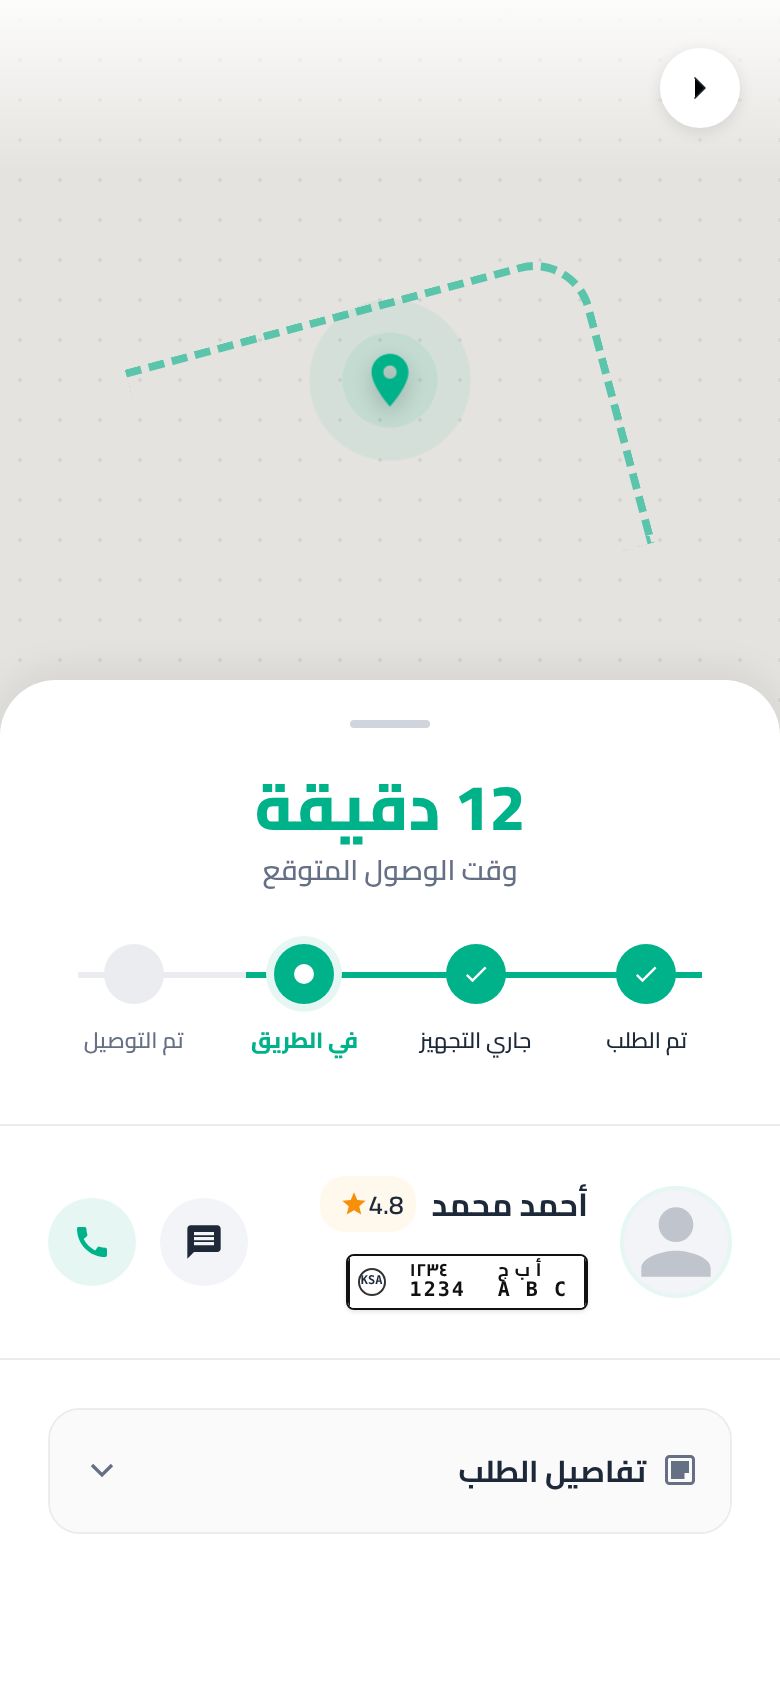 12 دقيقة
وقت الوصول المتوقع
تم الطلب
جاري التجهيز
في الطريق
تم التوصيل
أحمد محمد
4.8
أ ب ج ١٢٣٤
A B C 1234
KSA
تفاصيل الطلب